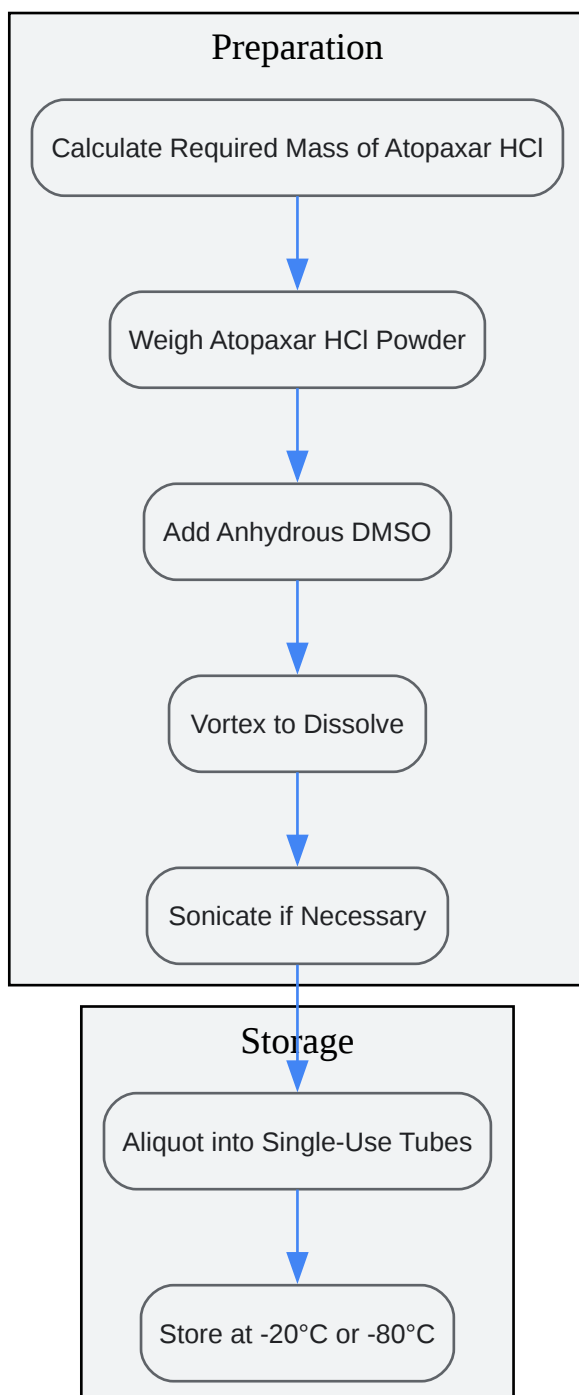 Preparation
Calculate Required Mass of Atopaxar HCl
Weigh Atopaxar HCl Powder
Add Anhydrous DMSO
Vortex to Dissolve
Sonicate if Necessary
Storage
Aliquot into Single-Use Tubes
Store at -20°C or -80°C